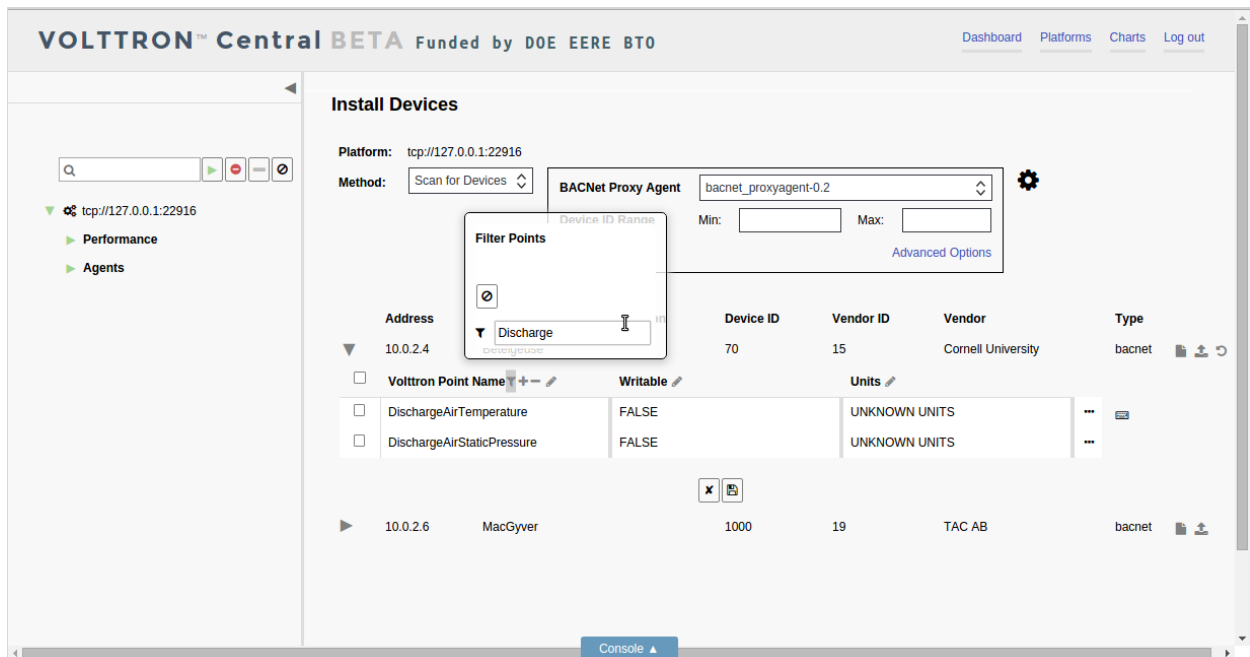 VOLTTRON™ Central BETA Funded by DOE EERE BTO
Dashboard Platforms Charts Log out
Install Devices
Platform: tcp://127.0.0.1:22916
Method: Scan for Devices
BACNet Proxy Agent bacnet_proxyagent-0.2
Device ID Range Min: Max:
Advanced Options
tcp://127.0.0.1:22916
Performance
Agents
Filter Points
Discharge
Address Device ID Vendor ID Vendor Type
10.0.2.4 Betelgeuse 70 15 Cornell University bacnet
Volttron Point Name Writable Units
DischargeAirTemperature FALSE UNKNOWN UNITS
DischargeAirStaticPressure FALSE UNKNOWN UNITS
10.0.2.6 MacGyver 1000 19 TAC AB bacnet
Console ▲